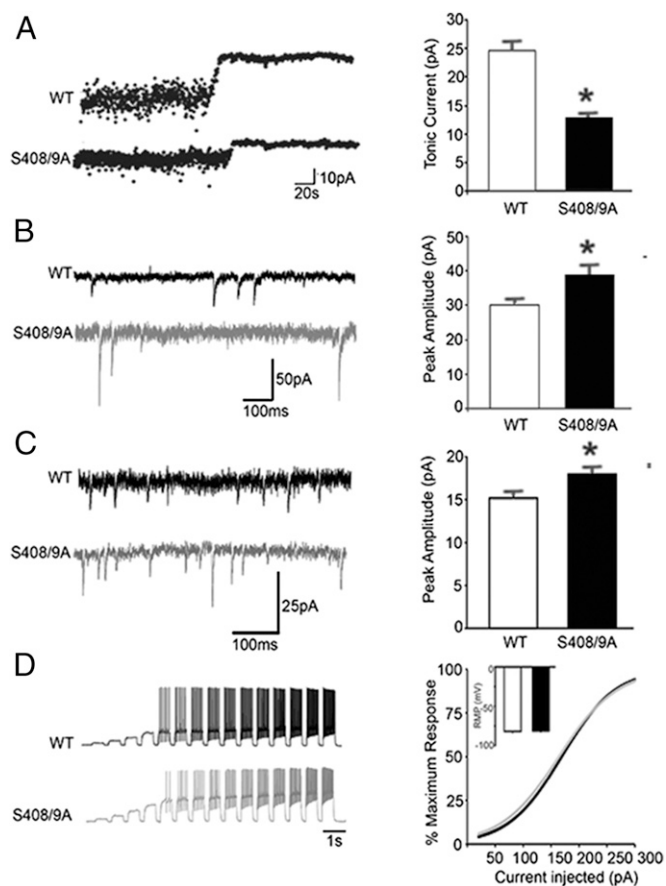 A
WT
S408/9A
10pA
20s
Tonic Current (pA)
30
25
20
15
10
5
0
*
WT
S408/9A
B
WT
S408/9A
50pA
100ms
Peak Amplitude (pA)
50
40
30
20
10
0
*
WT
S408/9A
C
WT
S408/9A
25pA
100ms
Peak Amplitude (pA)
20
15
10
5
0
*
WT
S408/9A
D
WT
S408/9A
1s
% Maximum Response
100
75
50
25
0
RMP (mV)
0
-50
-100
50 100 150 200 250 300
Current injected (pA)